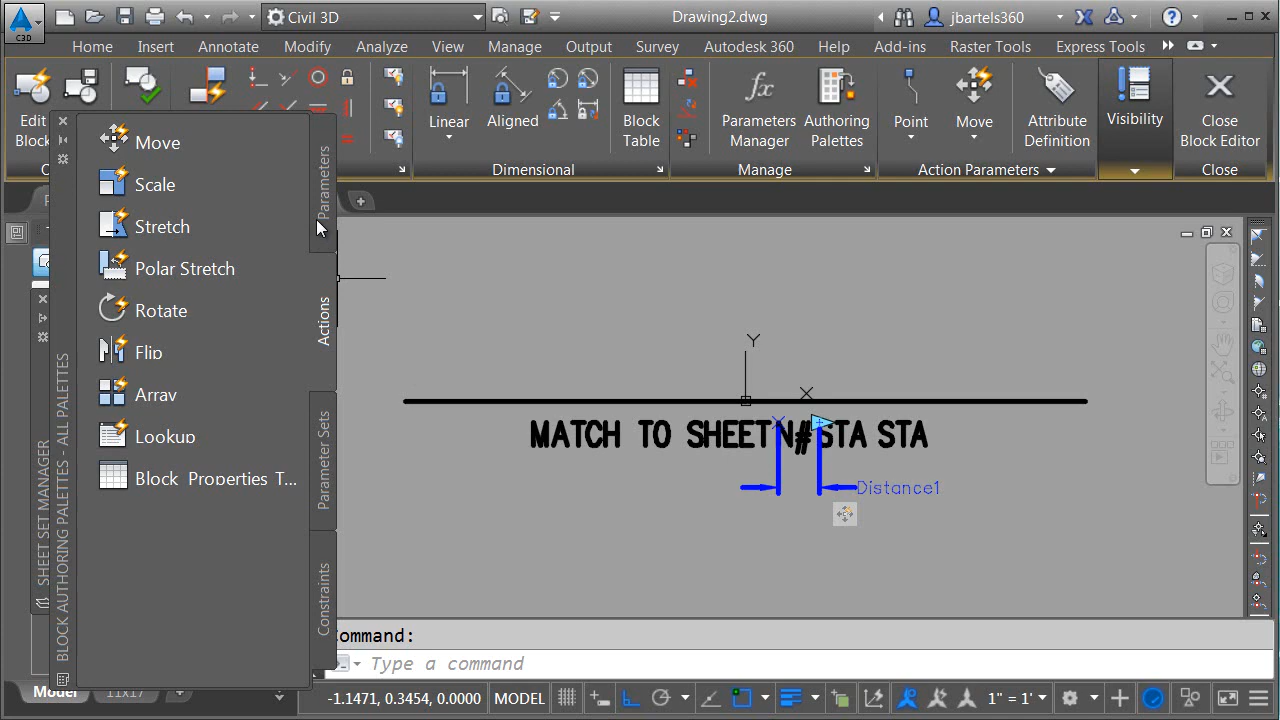 Civil 3D
Drawing2.dwg
jbartels360
C3D
Home Insert Annotate Modify Analyze View Manage Output Survey Autodesk 360 Help Add-ins Raster Tools Express Tools
Edit
Block
Linear
Aligned
Block
Table
Parameters
Manager
Authoring
Palettes
Point
Move
Attribute
Definition
Visibility
Close
Block Editor
Dimensional
Manage
Action Parameters
Close
Move
Scale
Stretch
Polar Stretch
Rotate
Flip
Array
Lookup
Block Properties T...
Parameters
Actions
Parameter Sets
Constraints
SHEET SET MANAGER
BLOCK AUTHORING PALETTES - ALL PALETTES
Y
X
MATCH TO SHEET N# STA STA
Distance1
Command:
Type a command
Model 11x17
-1.1471, 0.3454, 0.0000 MODEL 1" = 1'